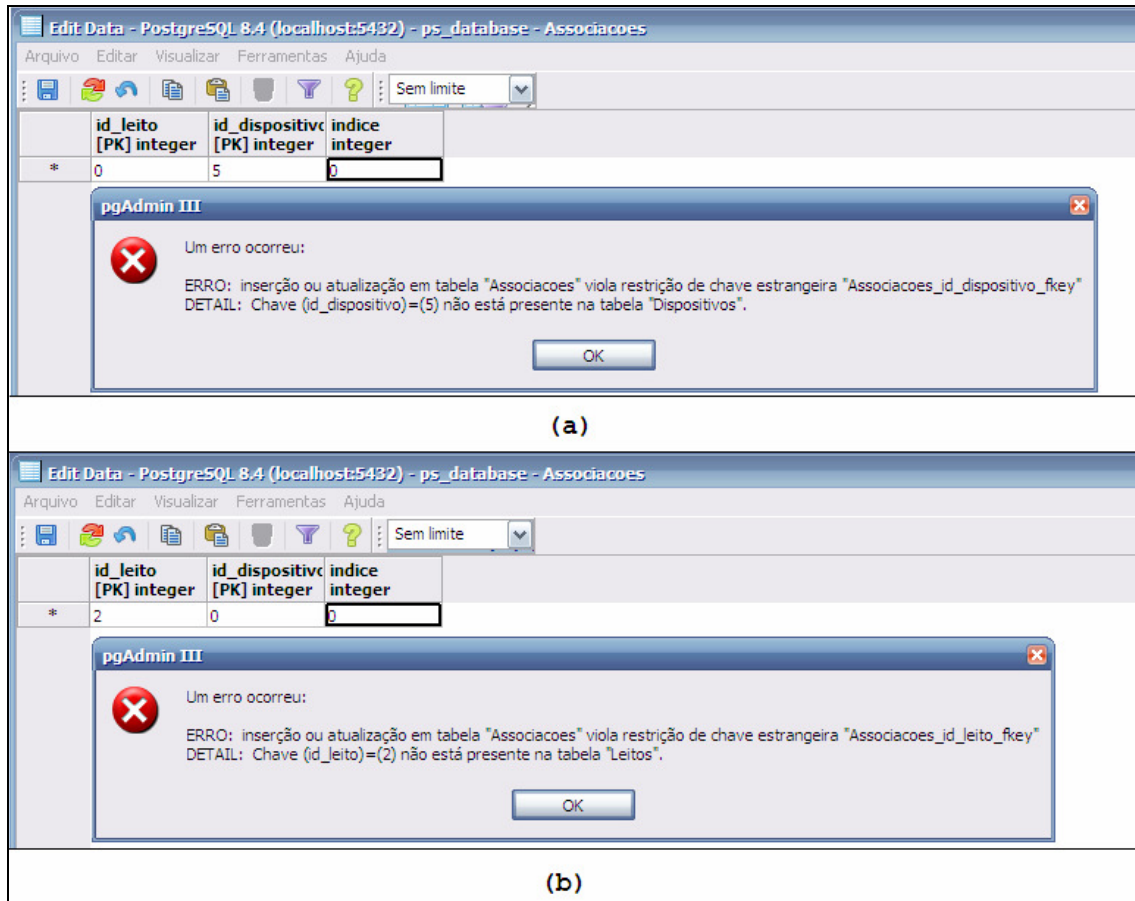 Edit Data - PostgreSQL 8.4 (localhost:5432) - ps_database - Associacoes
Arquivo Editar Visualizar Ferramentas Ajuda
Sem limite
id_leito id_dispositivo indice
[PK] integer [PK] integer integer
* 0 5 0
pgAdmin III
Um erro ocorreu:
ERRO: inserção ou atualização em tabela "Associacoes" viola restrição de chave estrangeira "Associacoes_id_dispositivo_fkey"
DETAIL: Chave (id_dispositivo)=(5) não está presente na tabela "Dispositivos".
OK
(a)
Edit Data - PostgreSQL 8.4 (localhost:5432) - ps_database - Associacoes
Arquivo Editar Visualizar Ferramentas Ajuda
Sem limite
id_leito id_dispositivo indice
[PK] integer [PK] integer integer
* 2 0 0
pgAdmin III
Um erro ocorreu:
ERRO: inserção ou atualização em tabela "Associacoes" viola restrição de chave estrangeira "Associacoes_id_leito_fkey"
DETAIL: Chave (id_leito)=(2) não está presente na tabela "Leitos".
OK
(b)